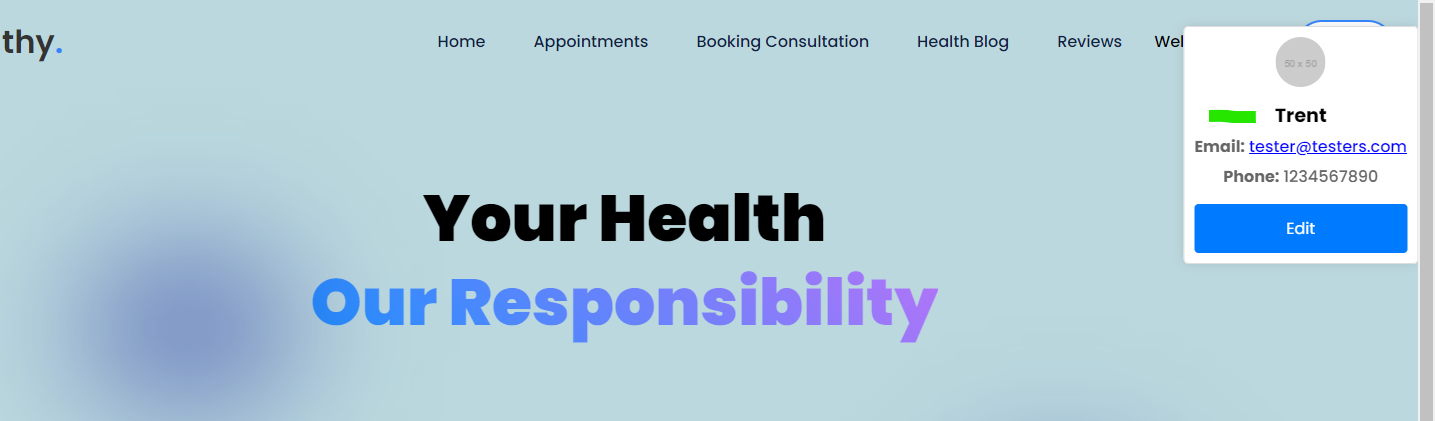 thy.
Home Appointments Booking Consultation Health Blog Reviews Wel
50 x 50
Trent
Email: tester@testers.com
Phone: 1234567890
Edit
Your Health
Our Responsibility